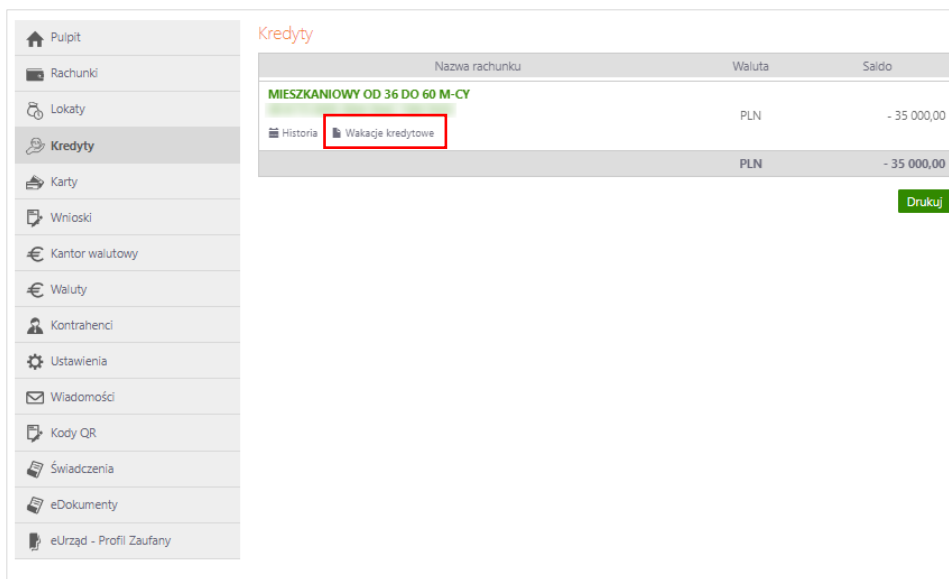 Pulpit
Rachunki
Lokaty
Kredyty
Karty
Wnioski
Kantor walutowy
Waluty
Kontrahenci
Ustawienia
Wiadomości
Kody QR
Świadczenia
eDokumenty
eUrząd - Profil Zaufany
Kredyty
Nazwa rachunku Waluta Saldo
MIESZKANIOWY OD 36 DO 60 M-CY
PLN - 35 000,00
Historia Wakacje kredytowe
PLN - 35 000,00
Drukuj